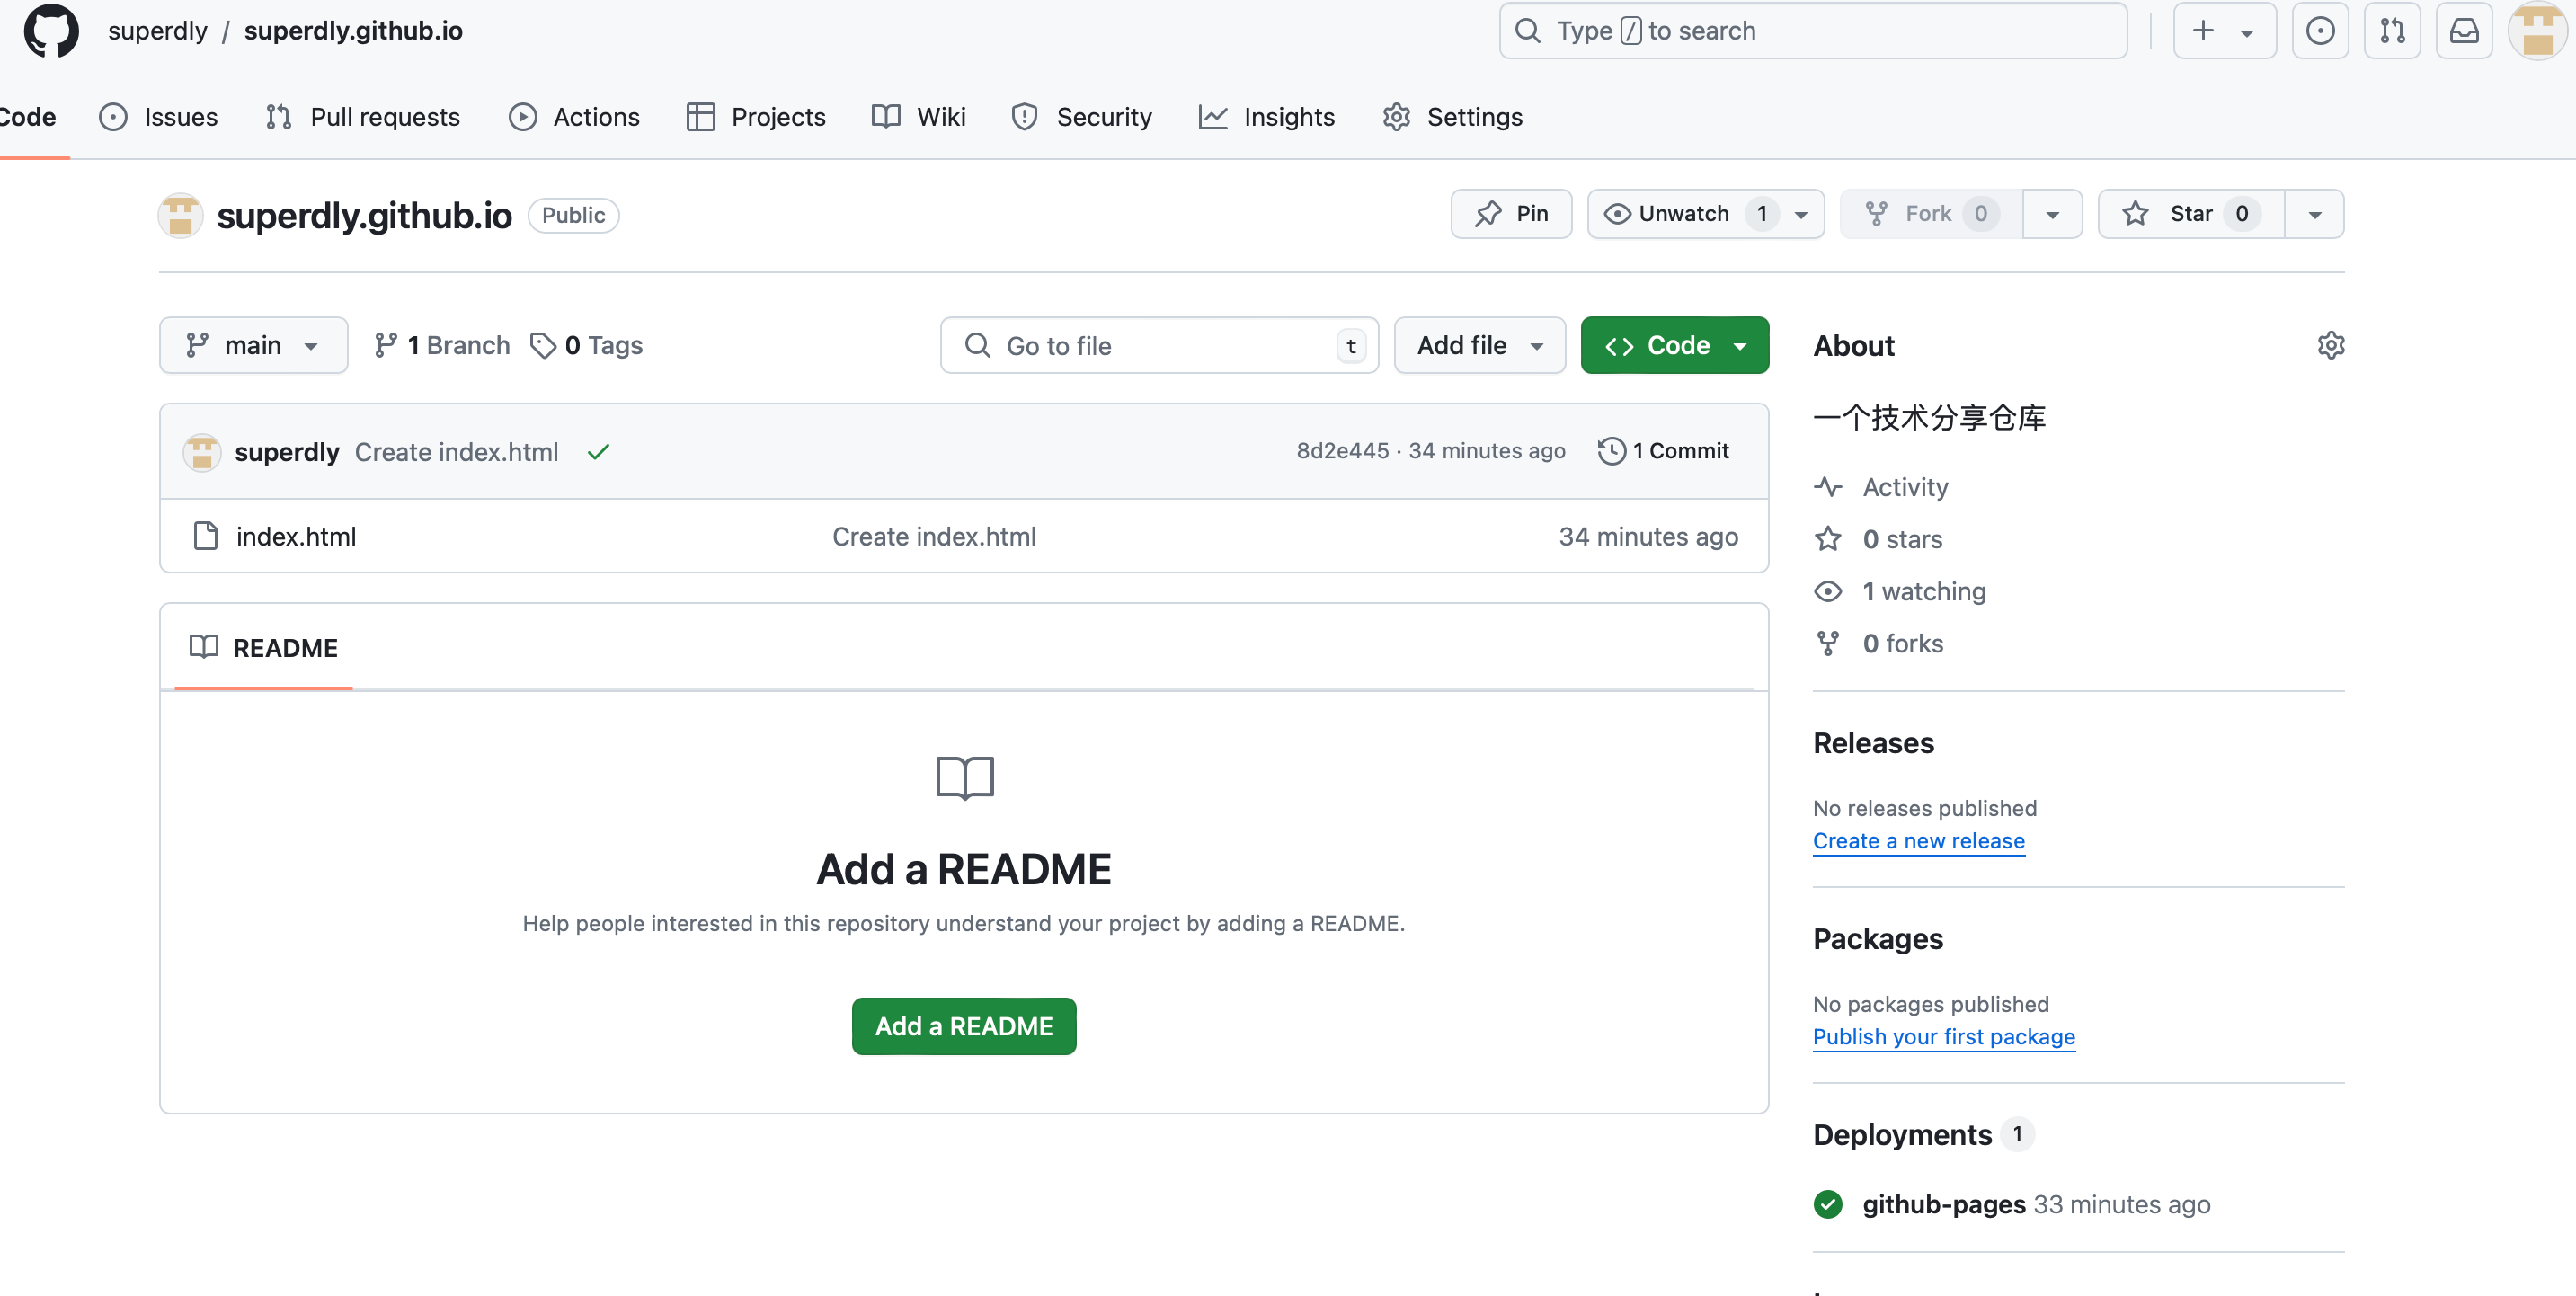 superdly / superdly.github.io
Type / to search
Code Issues Pull requests Actions Projects Wiki Security Insights Settings
superdly.github.io Public
Pin Unwatch 1 Fork 0 Star 0
main 1 Branch 0 Tags
Go to file t Add file Code
superdly Create index.html 8d2e445 · 34 minutes ago 1 Commit
index.html Create index.html 34 minutes ago
README
Add a README
Help people interested in this repository understand your project by adding a README.
Add a README
About
一个技术分享仓库
Activity
0 stars
1 watching
0 forks
Releases
No releases published
Create a new release
Packages
No packages published
Publish your first package
Deployments 1
github-pages 33 minutes ago